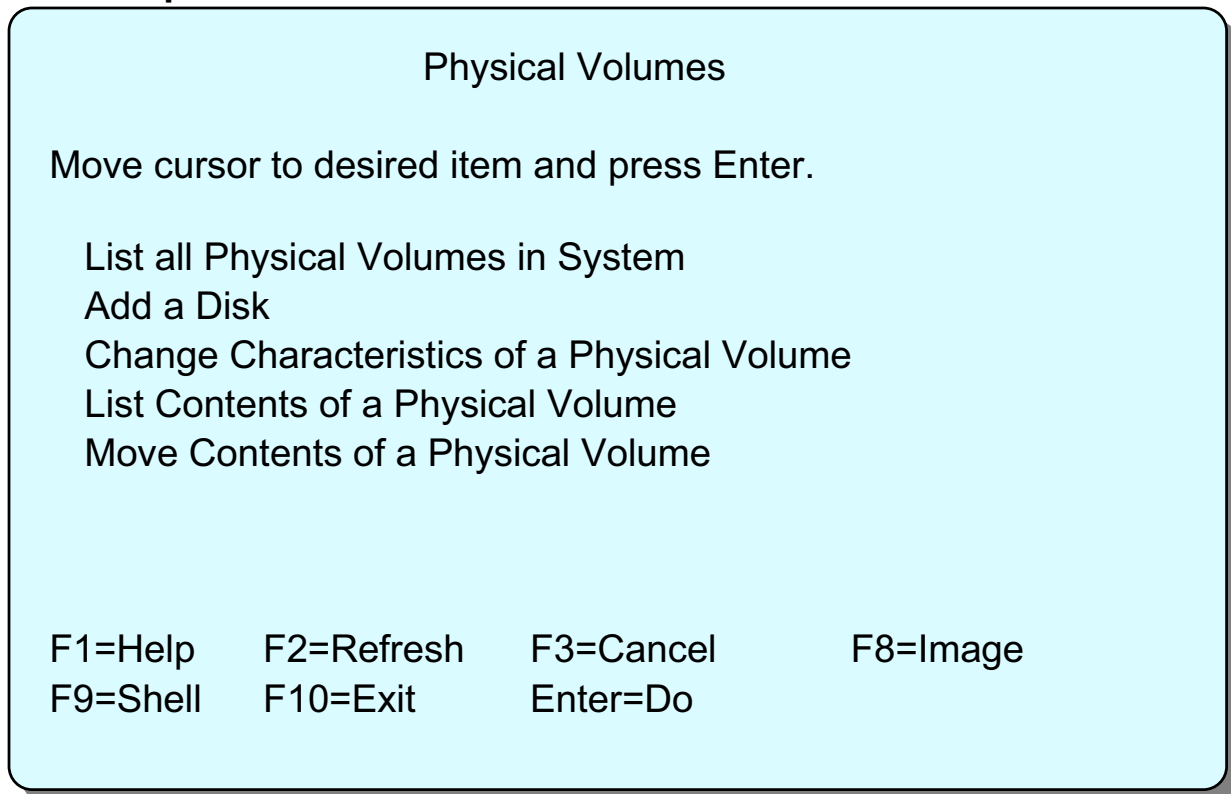 Physical Volumes
Move cursor to desired item and press Enter.
List all Physical Volumes in System
Add a Disk
Change Characteristics of a Physical Volume
List Contents of a Physical Volume
Move Contents of a Physical Volume
F1=Help F2=Refresh F3=Cancel F8=Image
F9=Shell F10=Exit Enter=Do